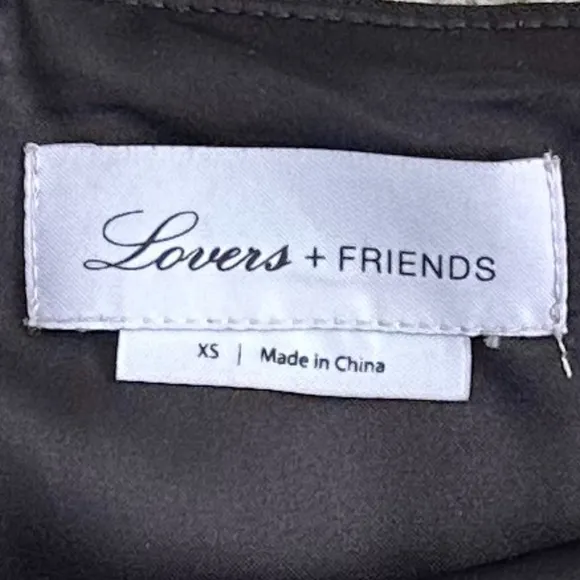 Lovers + FRIENDS
XS | Made in China